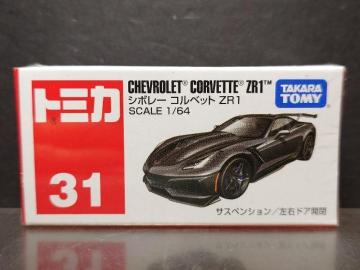 トミカ
31
CHEVROLET® CORVETTE® ZR1™
シボレー コルベット ZR1
SCALE 1/64
TAKARA
TOMY
サスペンション/左右ドア開閉